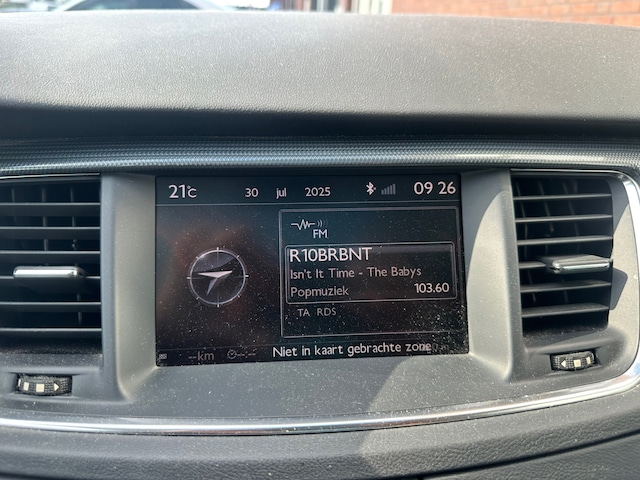 21°C 30 jul 2025 09 26
FM
R10BRBNT
Isn't It Time - The Babys
Popmuziek 103.60
TA RDS
--km --:--
Niet in kaart gebrachte zone